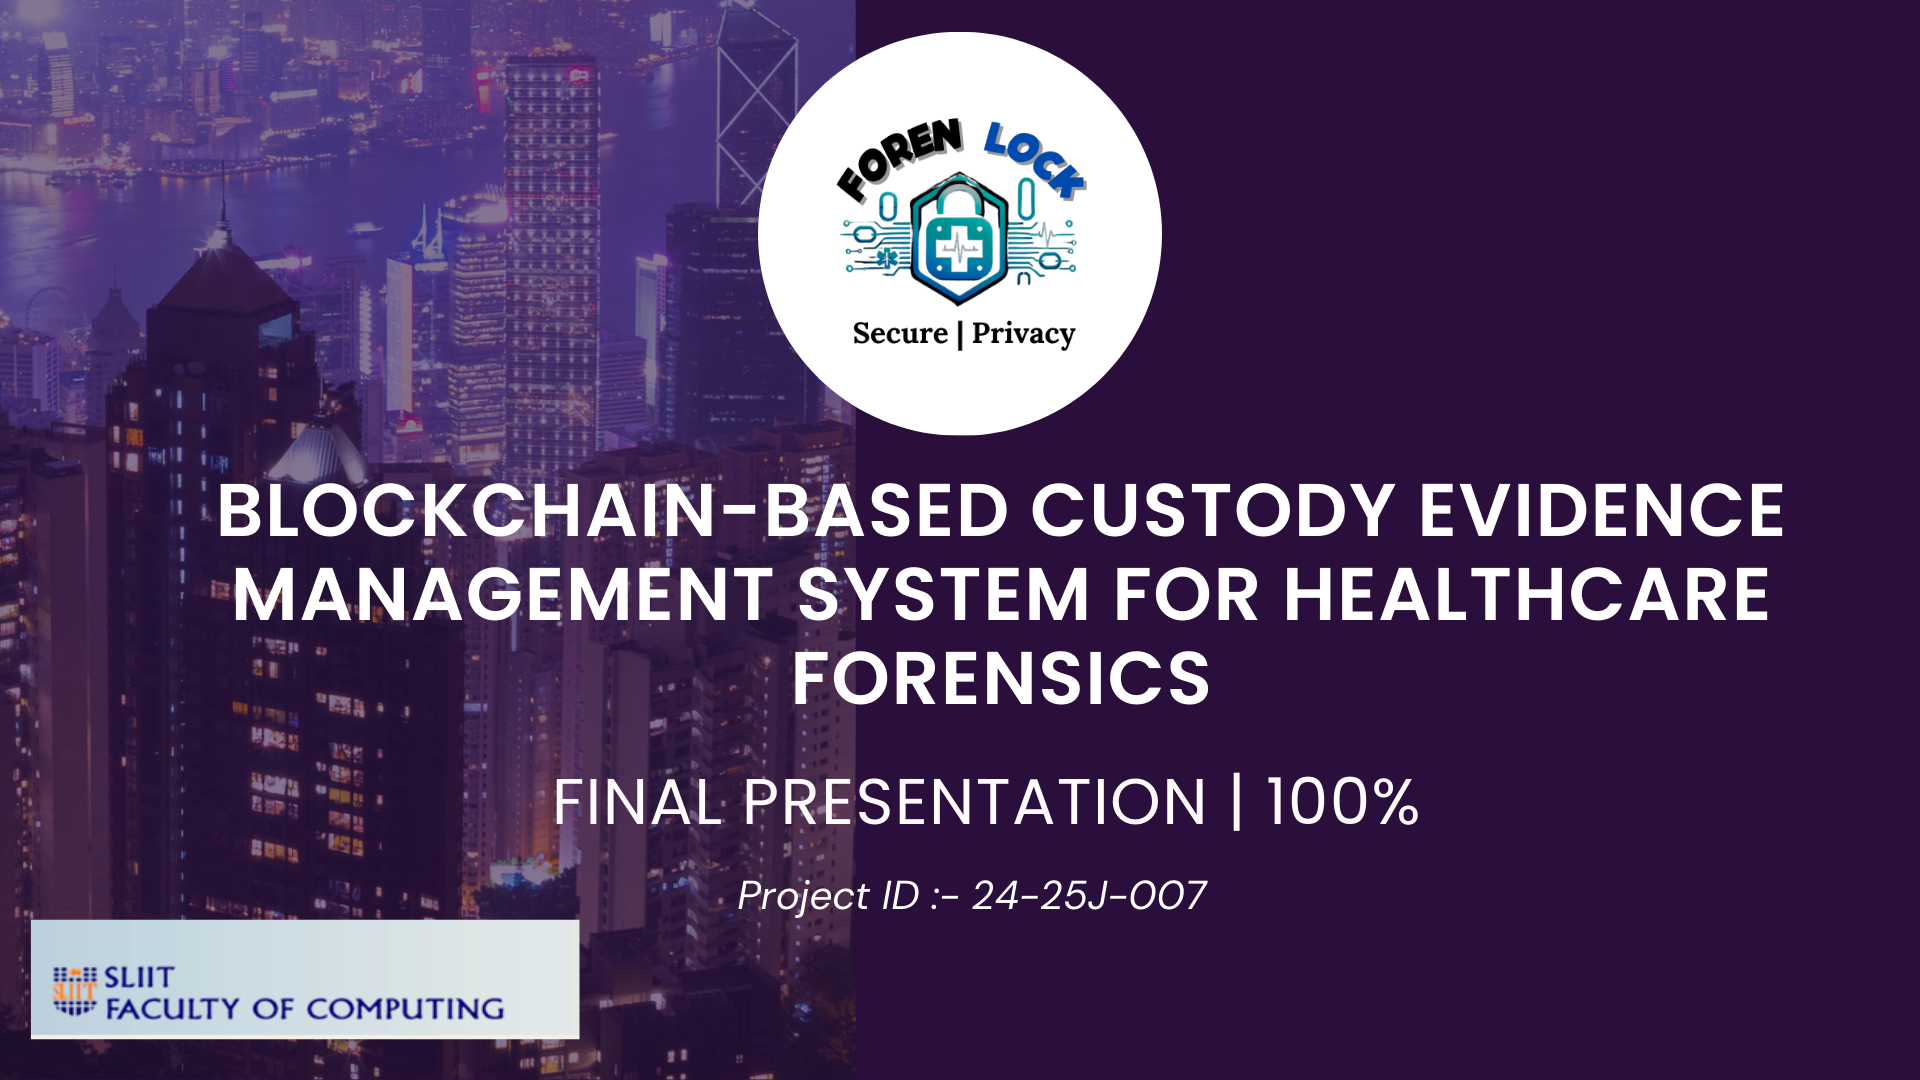 FOREN LOCK
Secure | Privacy
BLOCKCHAIN-BASED CUSTODY EVIDENCE
MANAGEMENT SYSTEM FOR HEALTHCARE
FORENSICS
FINAL PRESENTATION | 100%
Project ID :- 24-25J-007
SLIIT
SLIIT
FACULTY OF COMPUTING